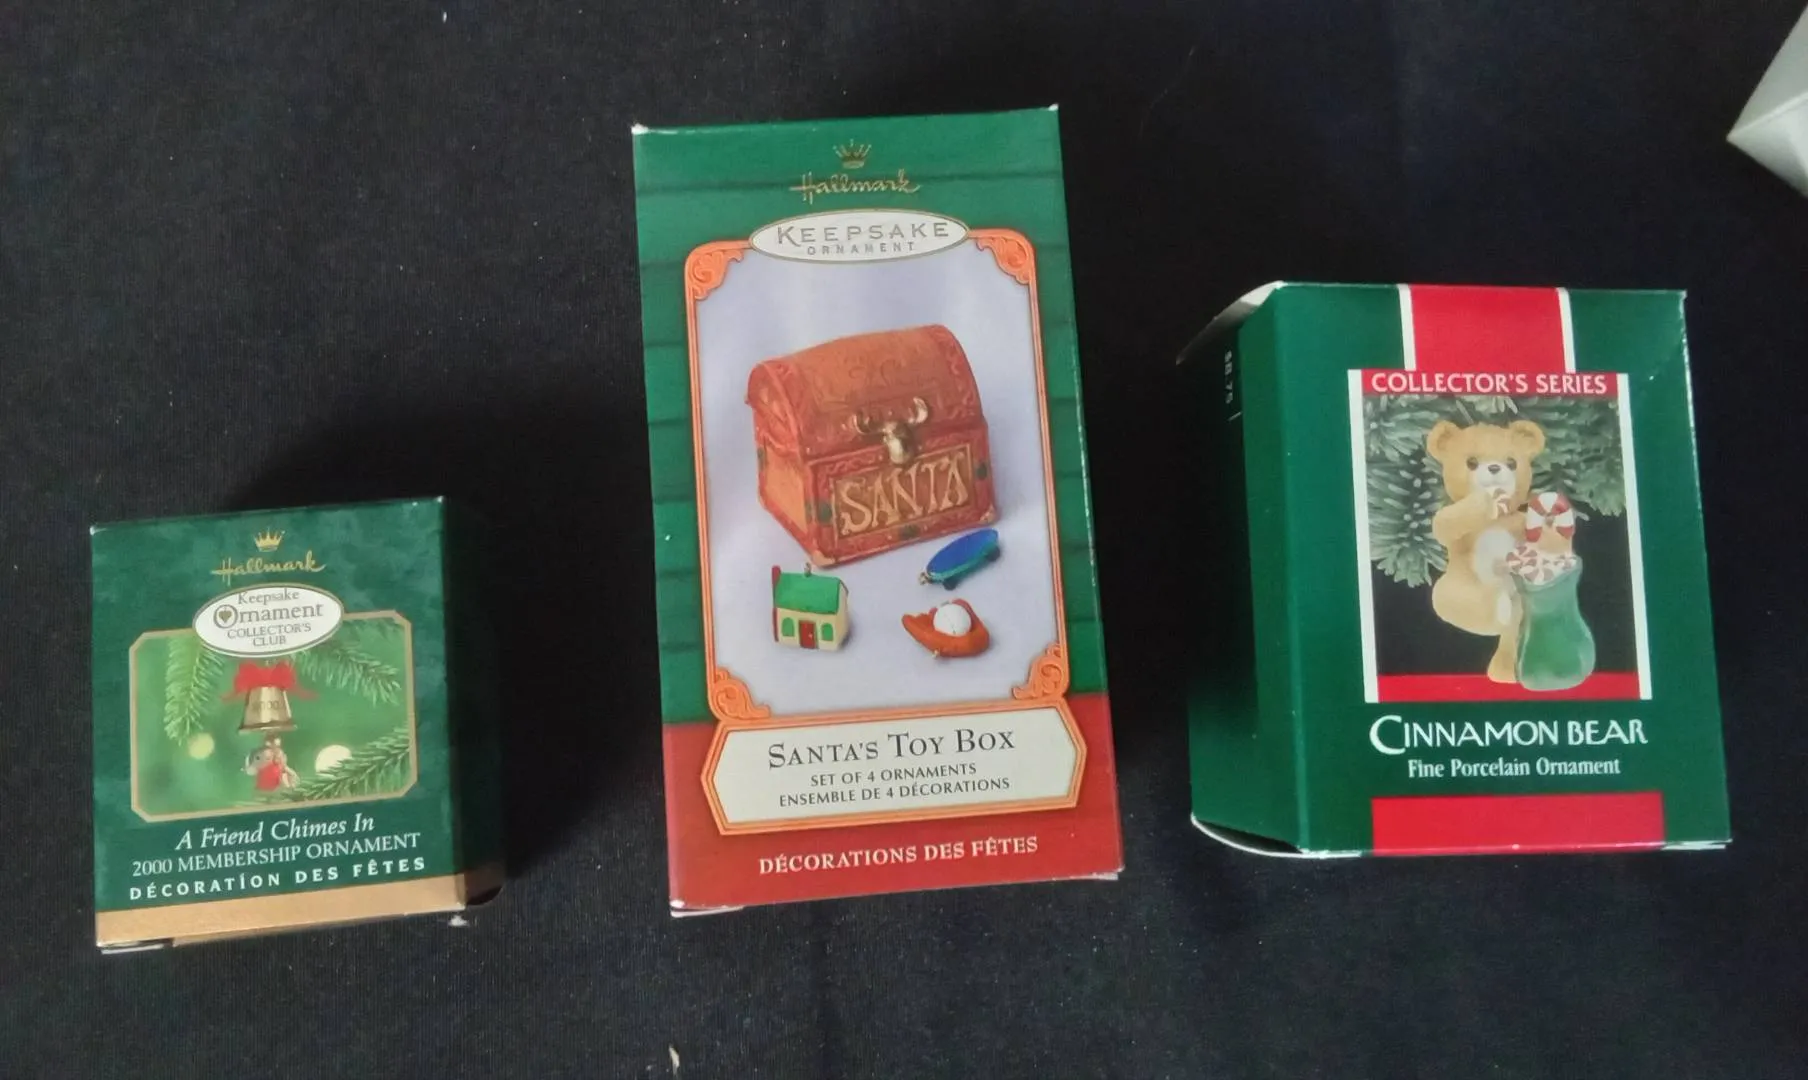 Hallmark
Keepsake
Ornament
COLLECTOR'S
CLUB
2000
A Friend Chimes In
2000 MEMBERSHIP ORNAMENT
DÉCORATION DES FÊTES
Hallmark
KEEPSAKE
ORNAMENT
SANTA
SANTA'S TOY BOX
SET OF 4 ORNAMENTS
ENSEMBLE DE 4 DÉCORATIONS
DÉCORATIONS DES FÊTES
COLLECTOR'S SERIES
CINNAMON BEAR
Fine Porcelain Ornament